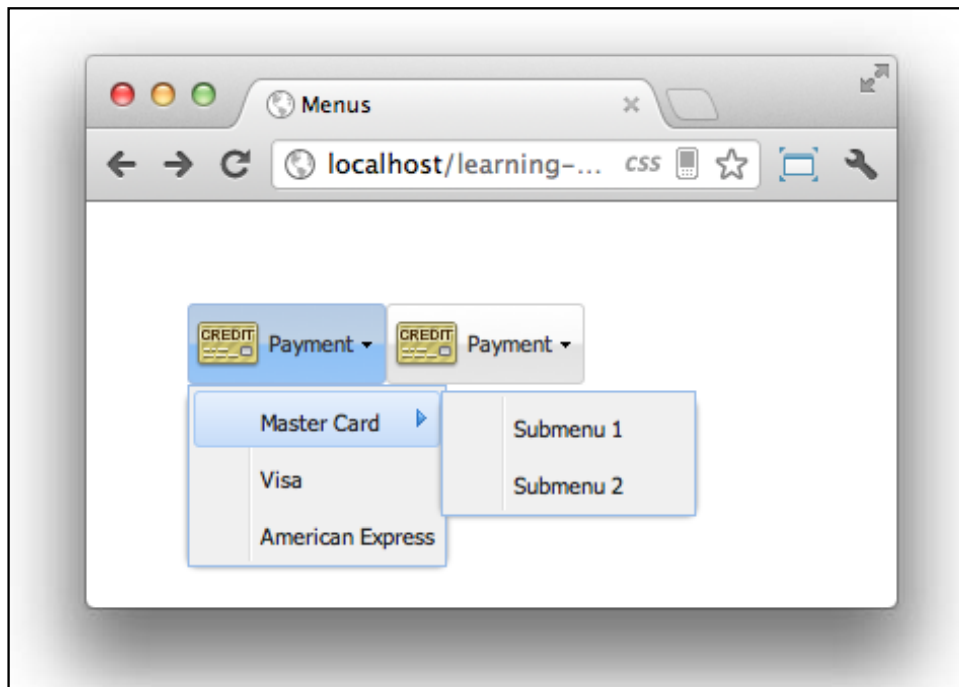 Menus
localhost/learning-... css
CREDIT Payment CREDIT Payment
Master Card
Submenu 1
Visa
Submenu 2
American Express